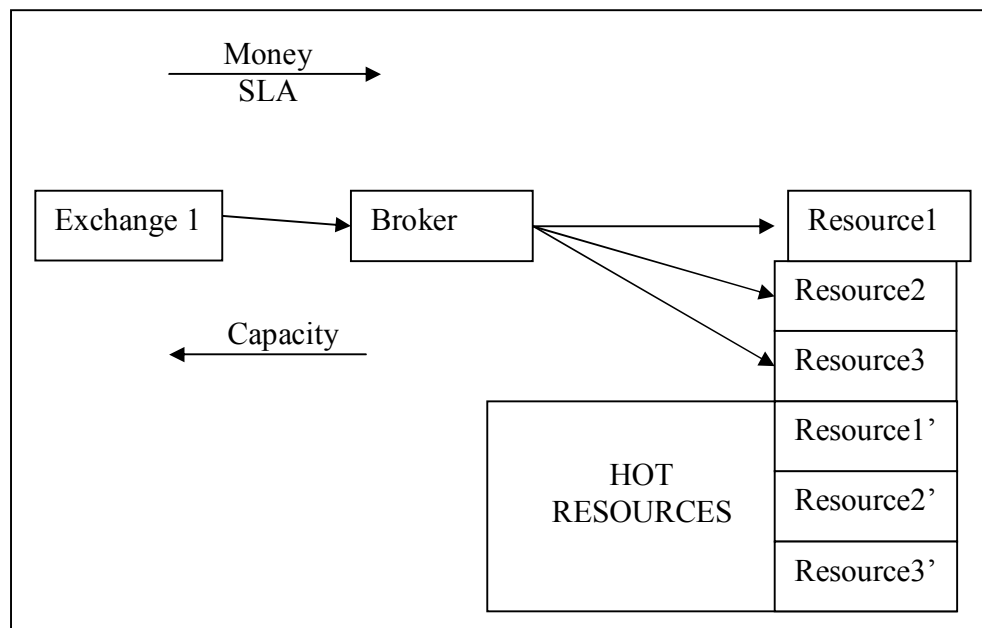 Money
SLA
Exchange 1
Broker
Resource1
Resource2
Capacity
Resource3
Resource1’
HOT
RESOURCES
Resource2’
Resource3’